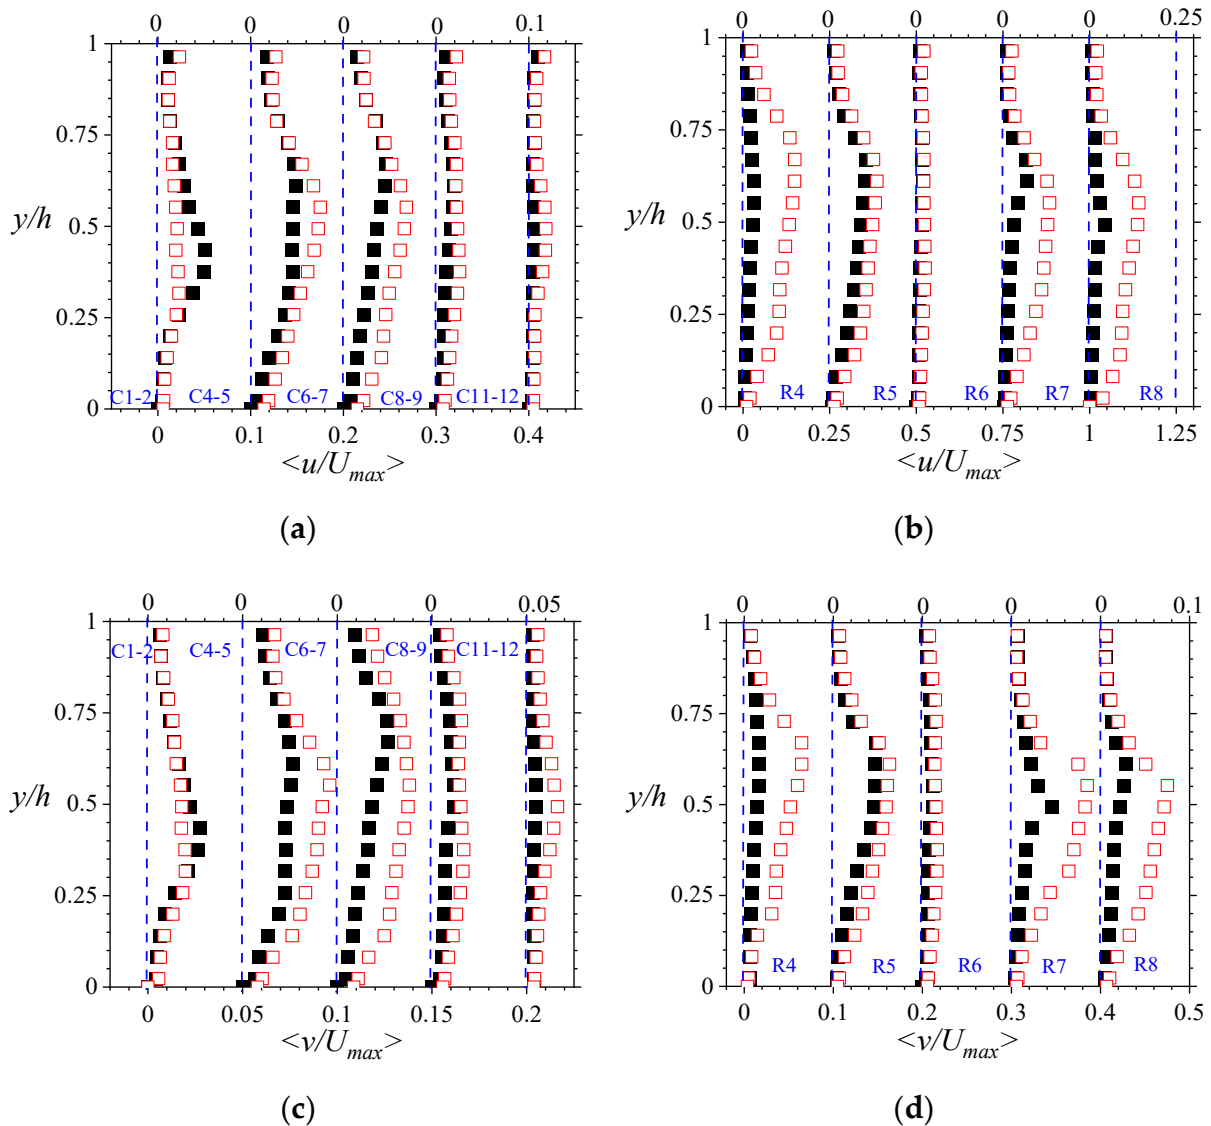 0 0 0 0 0.1
1
0.75
y/h 0.5
0.25
0
C1-2 C4-5 C6-7 C8-9 C11-12
0 0.1 0.2 0.3 0.4
<u/Umax>
(a)
0 0 0 0 0 0.25
1
0.75
y/h 0.5
0.25
0
R4 R5 R6 R7 R8
0 0.25 0.5 0.75 1 1.25
<u/Umax>
(b)
0 0 0 0 0.05
1
C1-2 C4-5 C6-7 C8-9 C11-12
0.75
y/h 0.5
0.25
0
0 0.05 0.1 0.15 0.2
<v/Umax>
(c)
0 0 0 0 0 0.1
1
0.75
y/h 0.5
0.25
0
R4 R5 R6 R7 R8
0 0.1 0.2 0.3 0.4 0.5
<v/Umax>
(d)